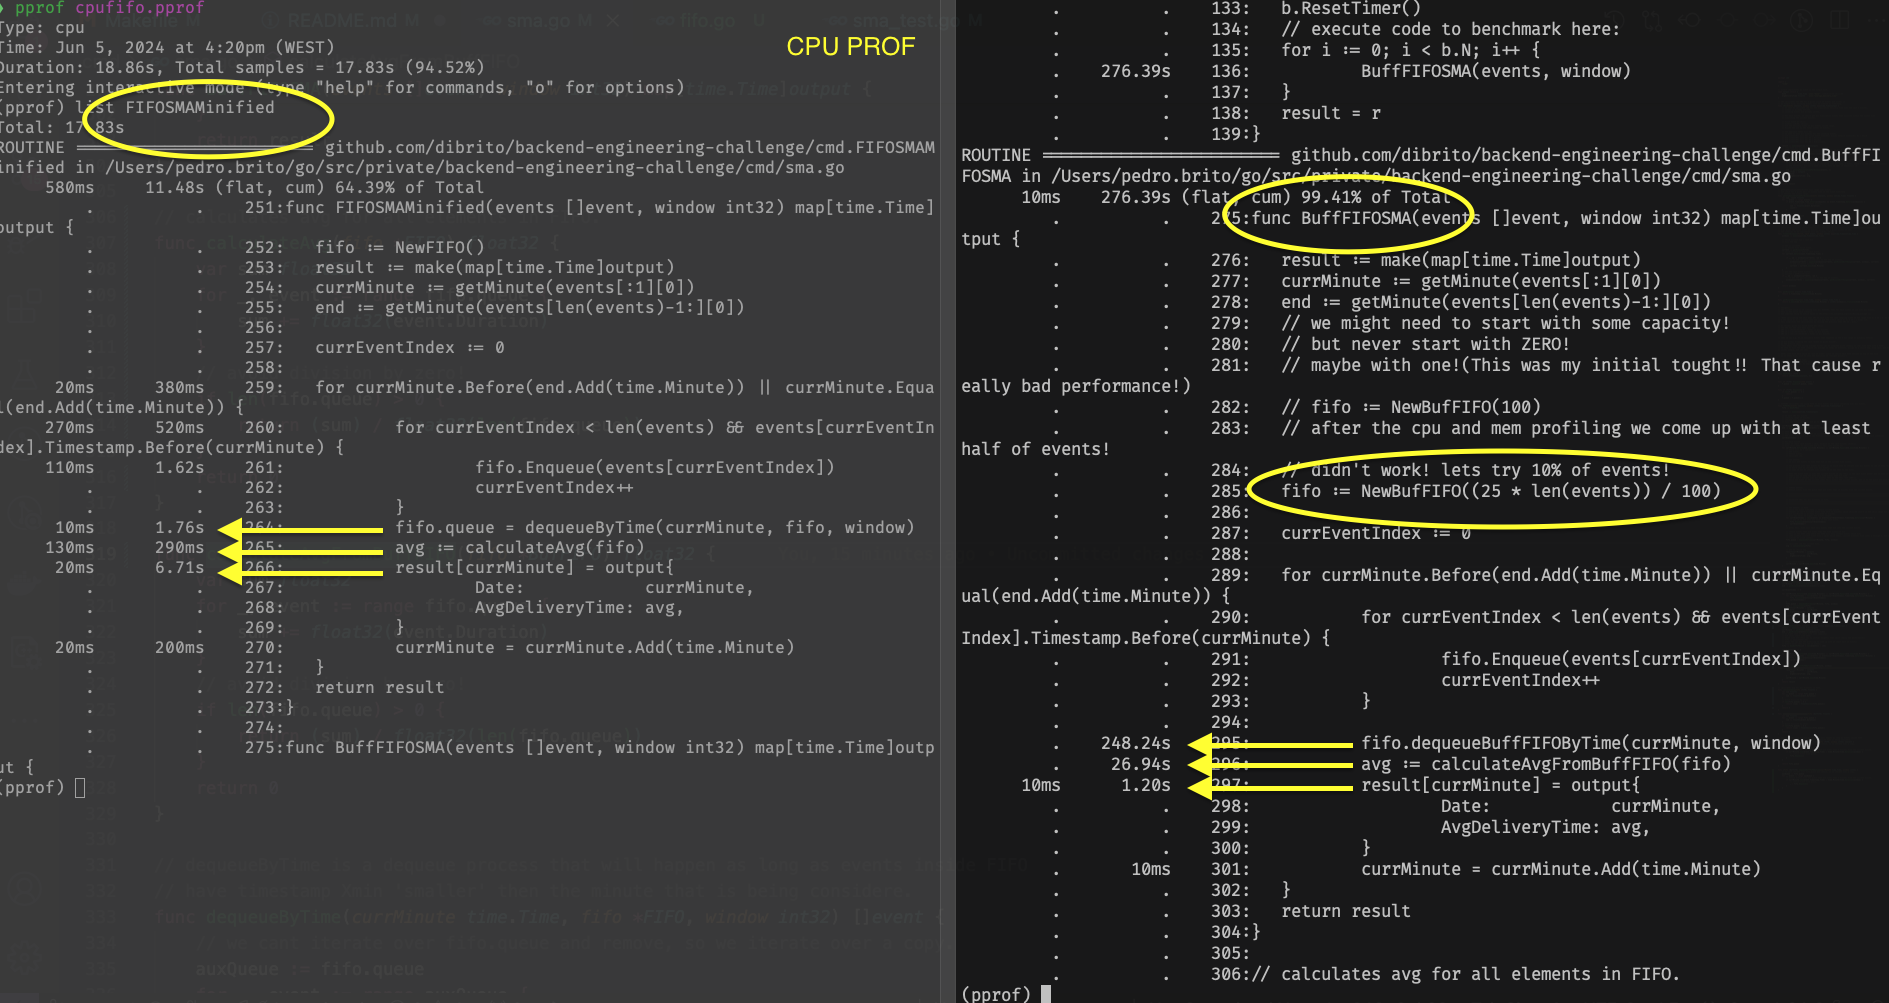 pprof cpufifo.pprof
Type: cpu
Time: Jun 5, 2024 at 4:20pm (WEST)
Duration: 18.86s, Total samples = 17.83s (94.52%)
Entering interactive mode (type "help" for commands, "o" for options)
(pprof) list FIFOSMAMinified
Total: 17.83s
ROUTINE ======================== github.com/dibrito/backend-engineering-challenge/cmd.FIFOSMAM
inified in /Users/pedro.brito/go/src/private/backend-engineering-challenge/cmd/sma.go
580ms 11.48s (flat, cum) 64.39% of Total
. . 251:func FIFOSMAMinified(events []event, window int32) map[time.Time]
output {
. . 252: fifo := NewFIFO()
. . 253: result := make(map[time.Time]output)
. . 254: currMinute := getMinute(events[:1][0])
. . 255: end := getMinute(events[len(events)-1:][0])
. . 256:
. . 257: currEventIndex := 0
. . 258:
20ms 380ms 259: for currMinute.Before(end.Add(time.Minute)) || currMinute.Equa
l(end.Add(time.Minute)) {
270ms 520ms 260: for currEventIndex < len(events) && events[currEventIn
dex].Timestamp.Before(currMinute) {
110ms 1.62s 261: fifo.Enqueue(events[currEventIndex])
. . 262: currEventIndex++
. . 263: }
10ms 1.76s 264: fifo.queue = dequeueByTime(currMinute, fifo, window)
130ms 290ms 265: avg := calculateAvg(fifo)
20ms 6.71s 266: result[currMinute] = output{
. . 267: Date: currMinute,
. . 268: AvgDeliveryTime: avg,
. . 269: }
20ms 200ms 270: currMinute = currMinute.Add(time.Minute)
. . 271: }
. . 272: return result
. . 273:}
. . 274:
. . 275:func BuffFIFOSMA(events []event, window int32) map[time.Time]outp
ut {
(pprof)
CPU PROF
. . 133: b.ResetTimer()
. . 134: // execute code to benchmark here:
. . 135: for i := 0; i < b.N; i++ {
. 276.39s 136: BuffFIFOSMA(events, window)
. . 137: }
. . 138: result = r
. . 139:}
ROUTINE ======================== github.com/dibrito/backend-engineering-challenge/cmd.BuffFI
FOSMA in /Users/pedro.brito/go/src/private/backend-engineering-challenge/cmd/sma.go
10ms 276.39s (flat, cum) 99.41% of Total
. . 275:func BuffFIFOSMA(events []event, window int32) map[time.Time]ou
tput {
. . 276: result := make(map[time.Time]output)
. . 277: currMinute := getMinute(events[:1][0])
. . 278: end := getMinute(events[len(events)-1:][0])
. . 279: // we might need to start with some capacity!
. . 280: // but never start with ZERO!
. . 281: // maybe with one!(This was my initial tought!! That cause r
eally bad performance!)
. . 282: // fifo := NewBufFIFO(100)
. . 283: // after the cpu and mem profiling we come up with at least
half of events!
. . 284: // didn't work! lets try 10% of events!
. . 285: fifo := NewBufFIFO((25 * len(events)) / 100)
. . 286:
. . 287: currEventIndex := 0
. . 288:
. . 289: for currMinute.Before(end.Add(time.Minute)) || currMinute.Eq
ual(end.Add(time.Minute)) {
. . 290: for currEventIndex < len(events) && events[currEvent
Index].Timestamp.Before(currMinute) {
. . 291: fifo.Enqueue(events[currEventIndex])
. . 292: currEventIndex++
. . 293: }
. . 294:
. 248.24s 295: fifo.dequeueBuffFIFOByTime(currMinute, window)
. 26.94s 296: avg := calculateAvgFromBuffFIFO(fifo)
10ms 1.20s 297: result[currMinute] = output{
. . 298: Date: currMinute,
. . 299: AvgDeliveryTime: avg,
. . 300: }
. 10ms 301: currMinute = currMinute.Add(time.Minute)
. . 302: }
. . 303: return result
. . 304:}
. . 305:
. . 306:// calculates avg for all elements in FIFO.
(pprof)